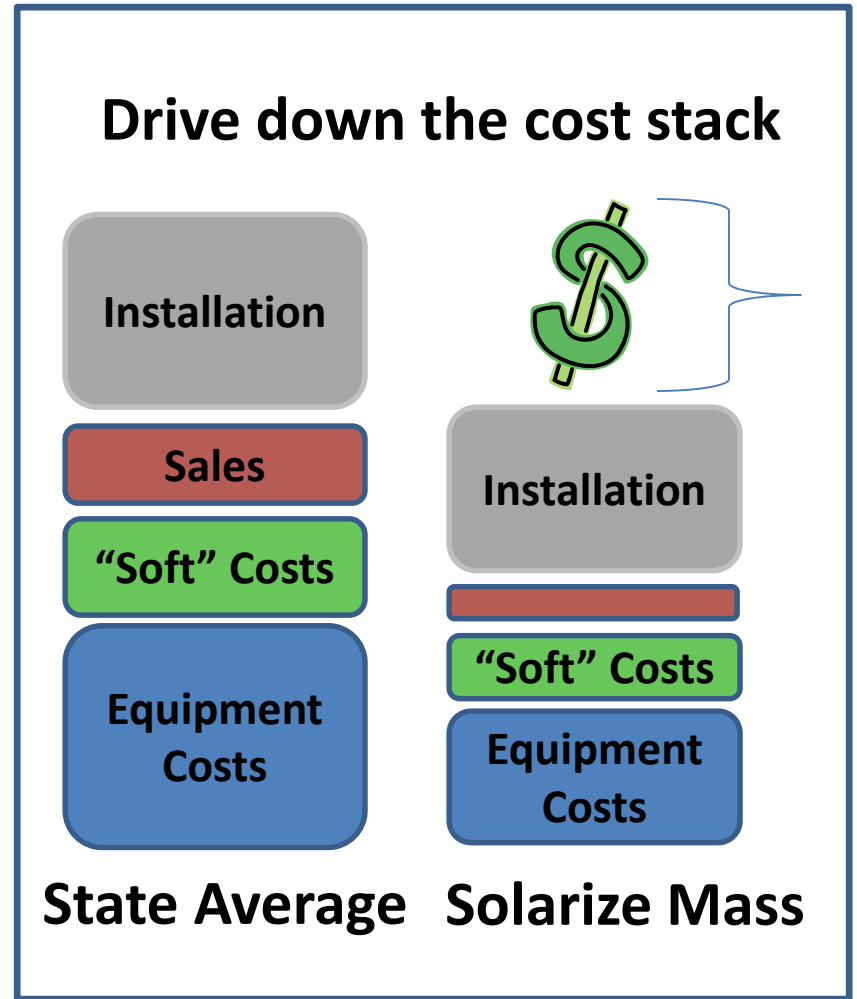 Drive down the cost stack
Installation
Sales
“Soft” Costs
Equipment
Costs
State Average
Installation
“Soft” Costs
Equipment
Costs
Solarize Mass